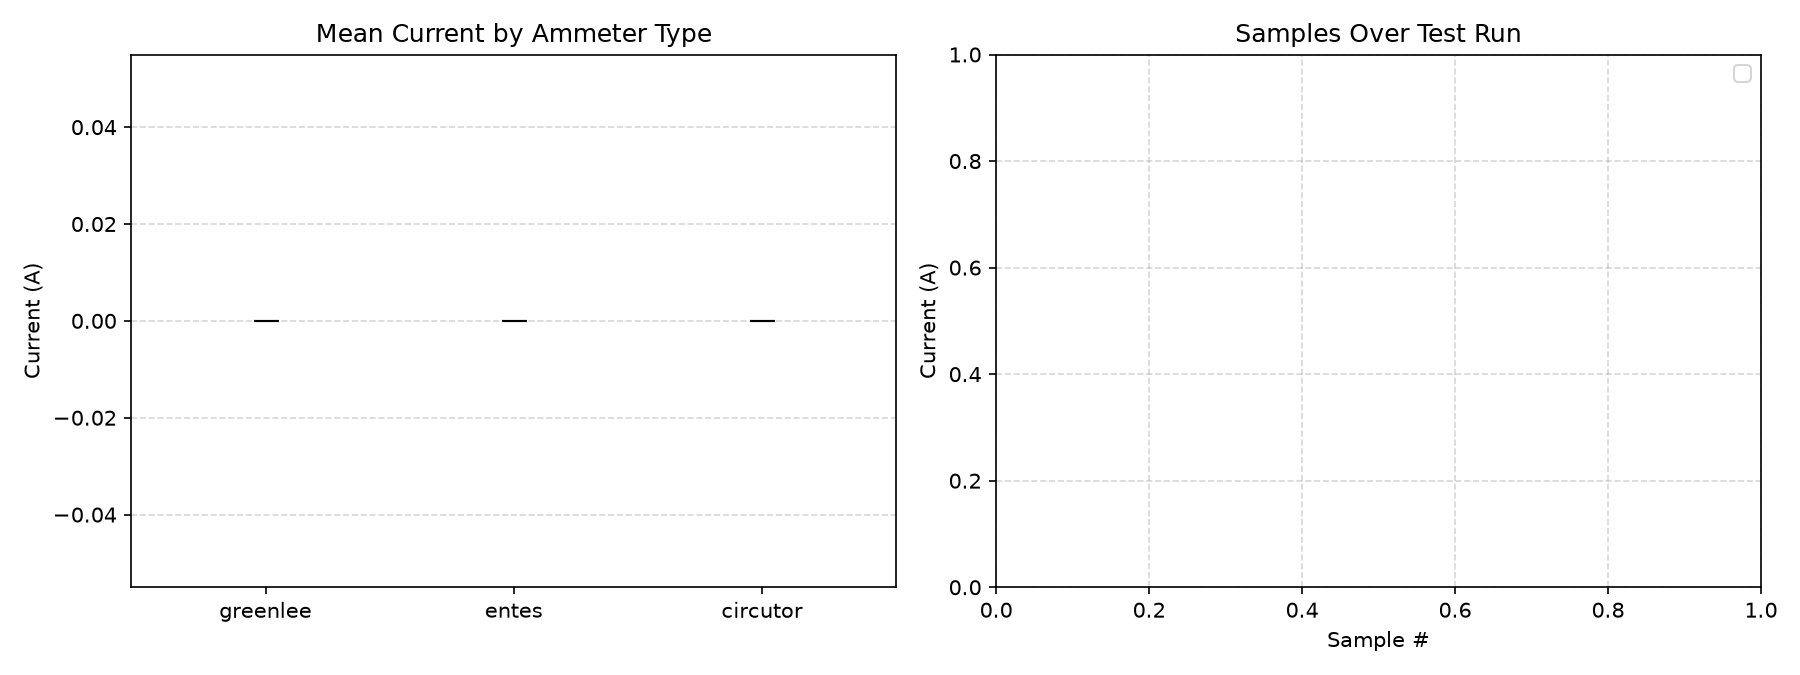 Mean Current by Ammeter Type
Current (A)
0.04
0.02
0.00
−0.02
−0.04
greenlee entes circutor
Samples Over Test Run
Current (A)
1.0
0.8
0.6
0.4
0.2
0.0
0.0 0.2 0.4 0.6 0.8 1.0
Sample #